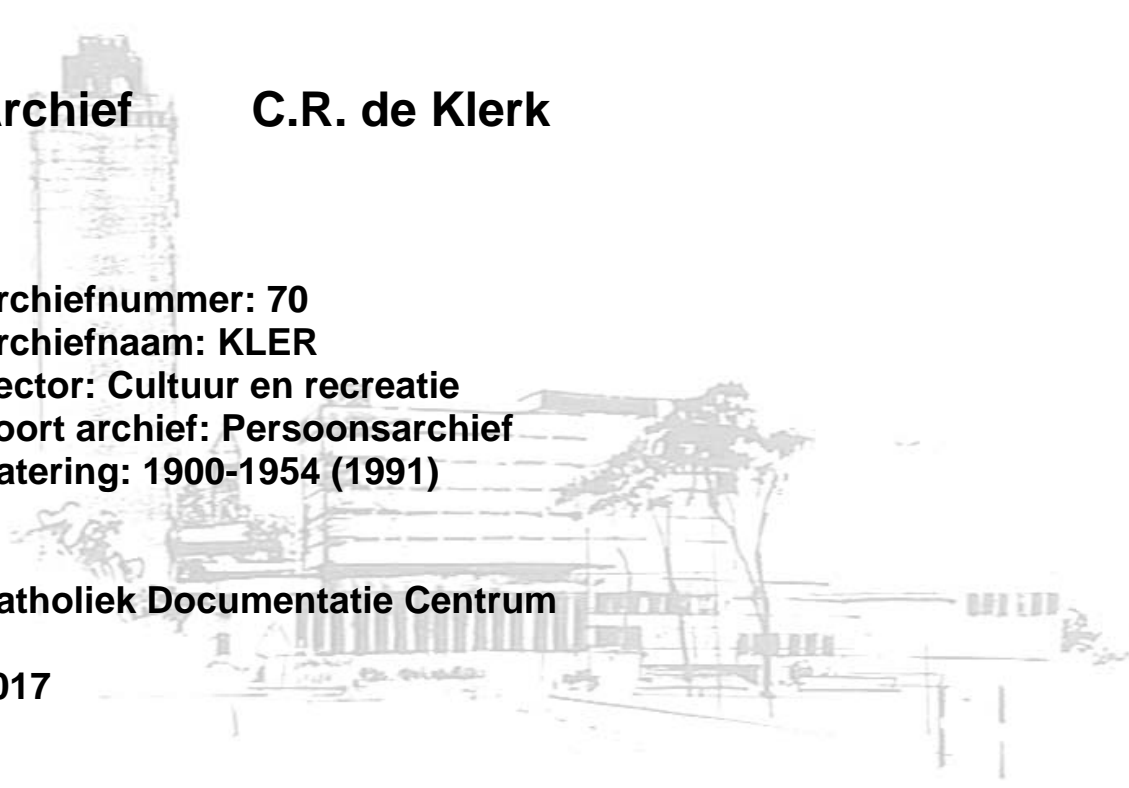 rchief C.R. de Klerk
rchiefnummer: 70
rchiefnaam: KLER
ector: Cultuur en recreatie
oort archief: Persoonsarchief
atering: 1900-1954 (1991)
atholiek Documentatie Centrum
017